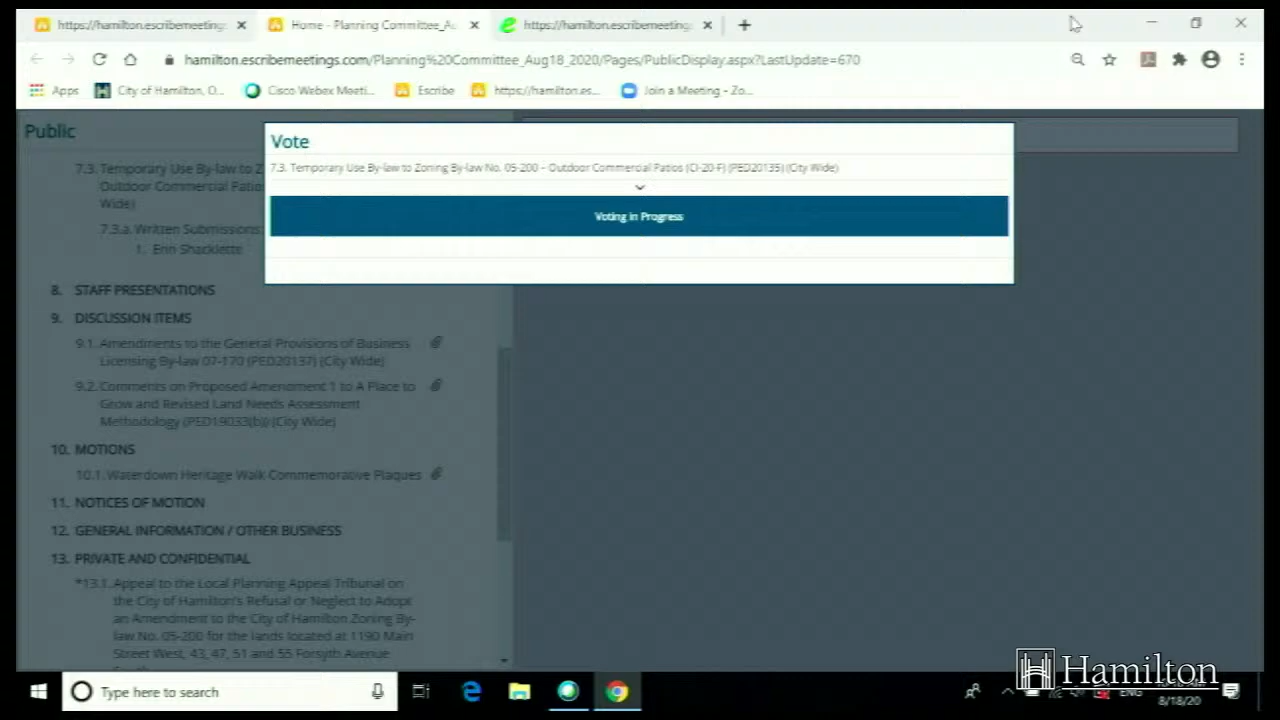 https://hamilton.escribemeetings
Home - Planning Committee_A
https://hamilton.escribemeetings
hamilton.escribemeetings.com/Planning%20Committee_Aug18_2020/Pages/PublicDisplay.aspx?LastUpdate=670
Apps
City of Hamilton, O...
Cisco Webex Meeti...
Escribe
https://hamilton.es...
Join a Meeting - Zo...
Public
Vote
7.3. Temporary Use By-law to Zoning By-law No. 05-200 – Outdoor Commercial Patios (CI-20-F) (PED20135) (City Wide)
Voting in Progress
7.3. Temporary Use By-law to Z
Outdoor Commercial Patio
Wide)
7.3.a. Written Submissions:
1. Erin Shacklette
8. STAFF PRESENTATIONS
9. DISCUSSION ITEMS
9.1. Amendments to the General Provisions of Business
Licensing By-law 07-170 (PED20137) (City Wide)
9.2. Comments on Proposed Amendment 1 to A Place to
Grow and Revised Land Needs Assessment
Methodology (PED19033(b)) (City Wide)
10. MOTIONS
10.1. Waterdown Heritage Walk Commemorative Plaques
11. NOTICES OF MOTION
12. GENERAL INFORMATION / OTHER BUSINESS
13. PRIVATE AND CONFIDENTIAL
*13.1. Appeal to the Local Planning Appeal Tribunal on
the City of Hamilton's Refusal or Neglect to Adopt
an Amendment to the City of Hamilton Zoning By-
law No. 05-200 for the lands located at 1190 Main
Street West, 43, 47, 51 and 55 Forsyth Avenue
Hamilton
Type here to search
ENG
8/18/20